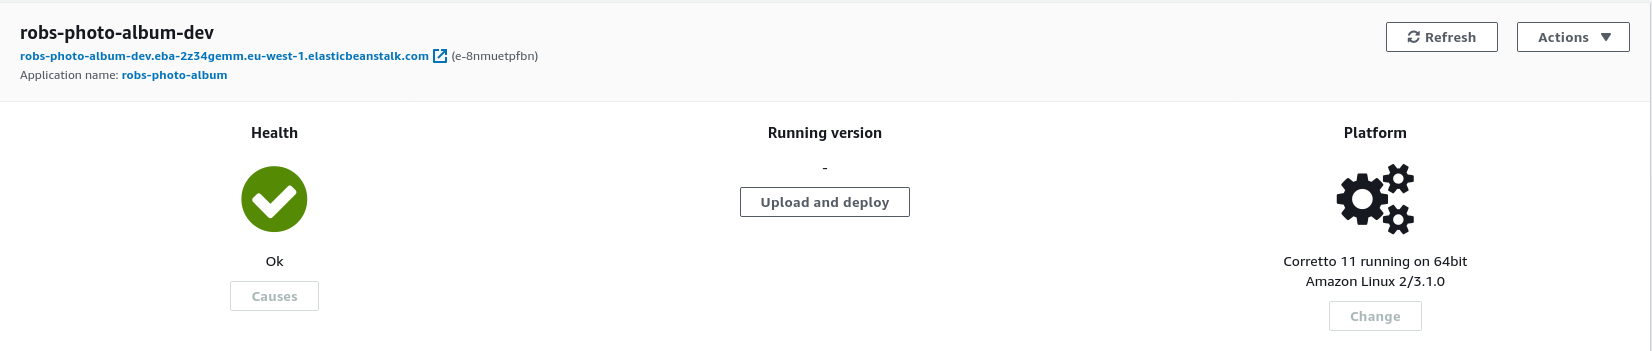 robs-photo-album-dev
robs-photo-album-dev.eba-2z34gemm.eu-west-1.elasticbeanstalk.com (e-8nmuetpfbn)
Application name: robs-photo-album
Refresh
Actions
Health
Ok
Causes
Running version
-
Upload and deploy
Platform
Corretto 11 running on 64bit
Amazon Linux 2/3.1.0
Change